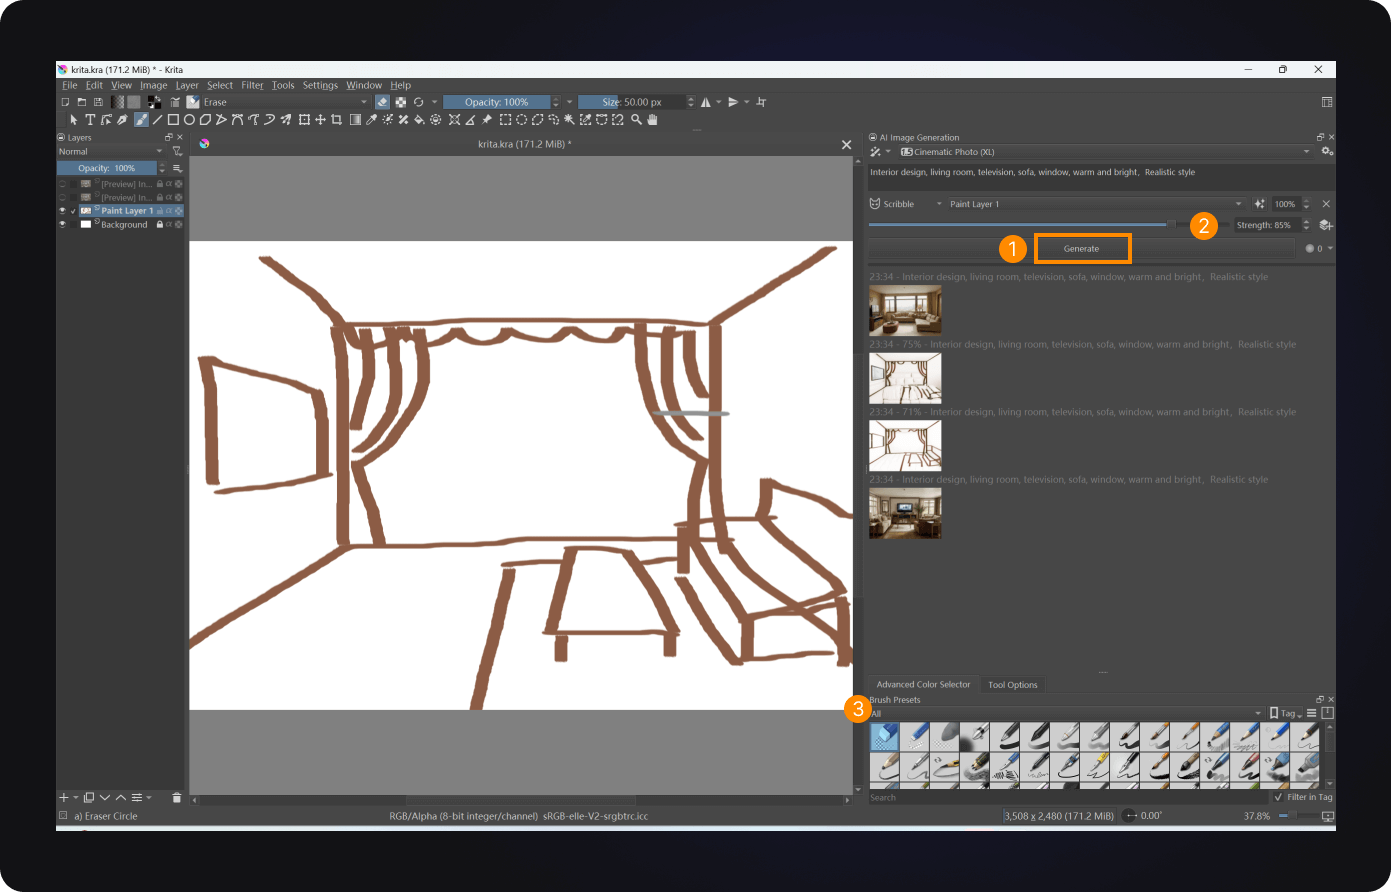 krita.kra (171.2 MiB) * - Krita
File Edit View Image Layer Select Filter Tools Settings Window Help
Erase Opacity: 100% Size: 50.00 px
Layers
Normal
Opacity: 100%
[Preview] In...
[Preview] In...
Paint Layer 1
Background
krita.kra (171.2 MiB) *
AI Image Generation
Cinematic Photo (XL)
Interior design, living room, television, sofa, window, warm and bright, Realistic style
Scribble Paint Layer 1 100%
2 Strength: 85%
1 Generate 0
23:34 - Interior design, living room, television, sofa, window, warm and bright, Realistic style
23:34 - 75% - Interior design, living room, television, sofa, window, warm and bright, Realistic style
23:34 - 71% - Interior design, living room, television, sofa, window, warm and bright, Realistic style
23:34 - Interior design, living room, television, sofa, window, warm and bright, Realistic style
Advanced Color Selector Tool Options
Brush Presets
3 All Tag
Search Filter in Tag
a) Eraser Circle
RGB/Alpha (8-bit integer/channel) sRGB-elle-V2-srgbtrc.icc
3,508 x 2,480 (171.2 MiB) 0.00° 37.8%